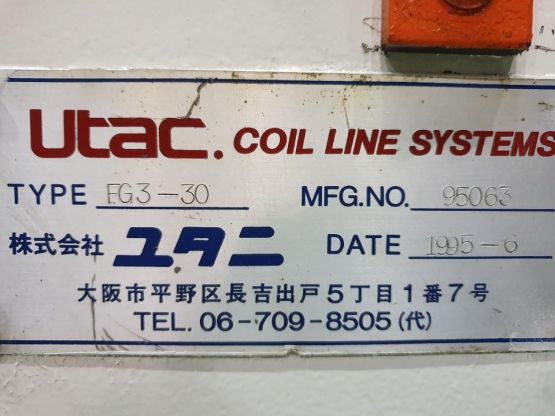 Utac. COIL LINE SYSTEMS
TYPE FG3-30 MFG.NO. 95063
株式会社 ユタニ DATE 1995-6
大阪市平野区長吉出戸5丁目1番7号
TEL. 06-709-8505(代)